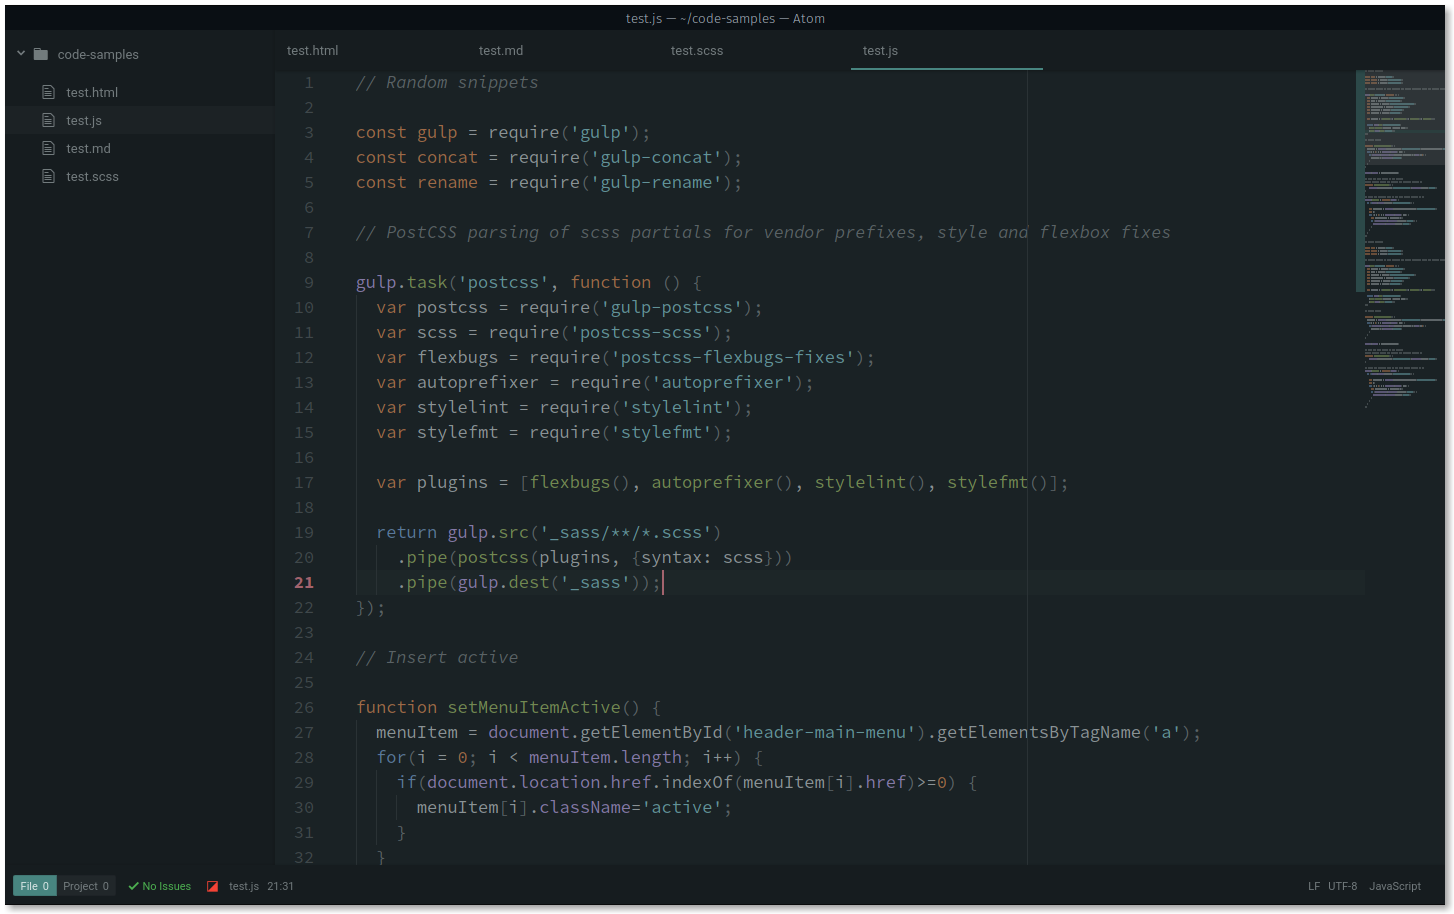 test.js — ~/code-samples — Atom
code-samples
test.html
test.js
test.md
test.scss
test.html test.md test.scss test.js
1 // Random snippets
2
3 const gulp = require('gulp');
4 const concat = require('gulp-concat');
5 const rename = require('gulp-rename');
6
7 // PostCSS parsing of scss partials for vendor prefixes, style and flexbox fixes
8
9 gulp.task('postcss', function () {
10 var postcss = require('gulp-postcss');
11 var scss = require('postcss-scss');
12 var flexbugs = require('postcss-flexbugs-fixes');
13 var autoprefixer = require('autoprefixer');
14 var stylelint = require('stylelint');
15 var stylefmt = require('stylefmt');
16
17 var plugins = [flexbugs(), autoprefixer(), stylelint(), stylefmt()];
18
19 return gulp.src('_sass/**/*.scss')
20 .pipe(postcss(plugins, {syntax: scss}))
21 .pipe(gulp.dest('_sass'));
22 });
23
24 // Insert active
25
26 function setMenuItemActive() {
27 menuItem = document.getElementById('header-main-menu').getElementsByTagName('a');
28 for(i = 0; i < menuItem.length; i++) {
29 if(document.location.href.indexOf(menuItem[i].href)>=0) {
30 menuItem[i].className='active';
31 }
32 }
File 0 Project 0 No Issues test.js 21:31 LF UTF-8 JavaScript